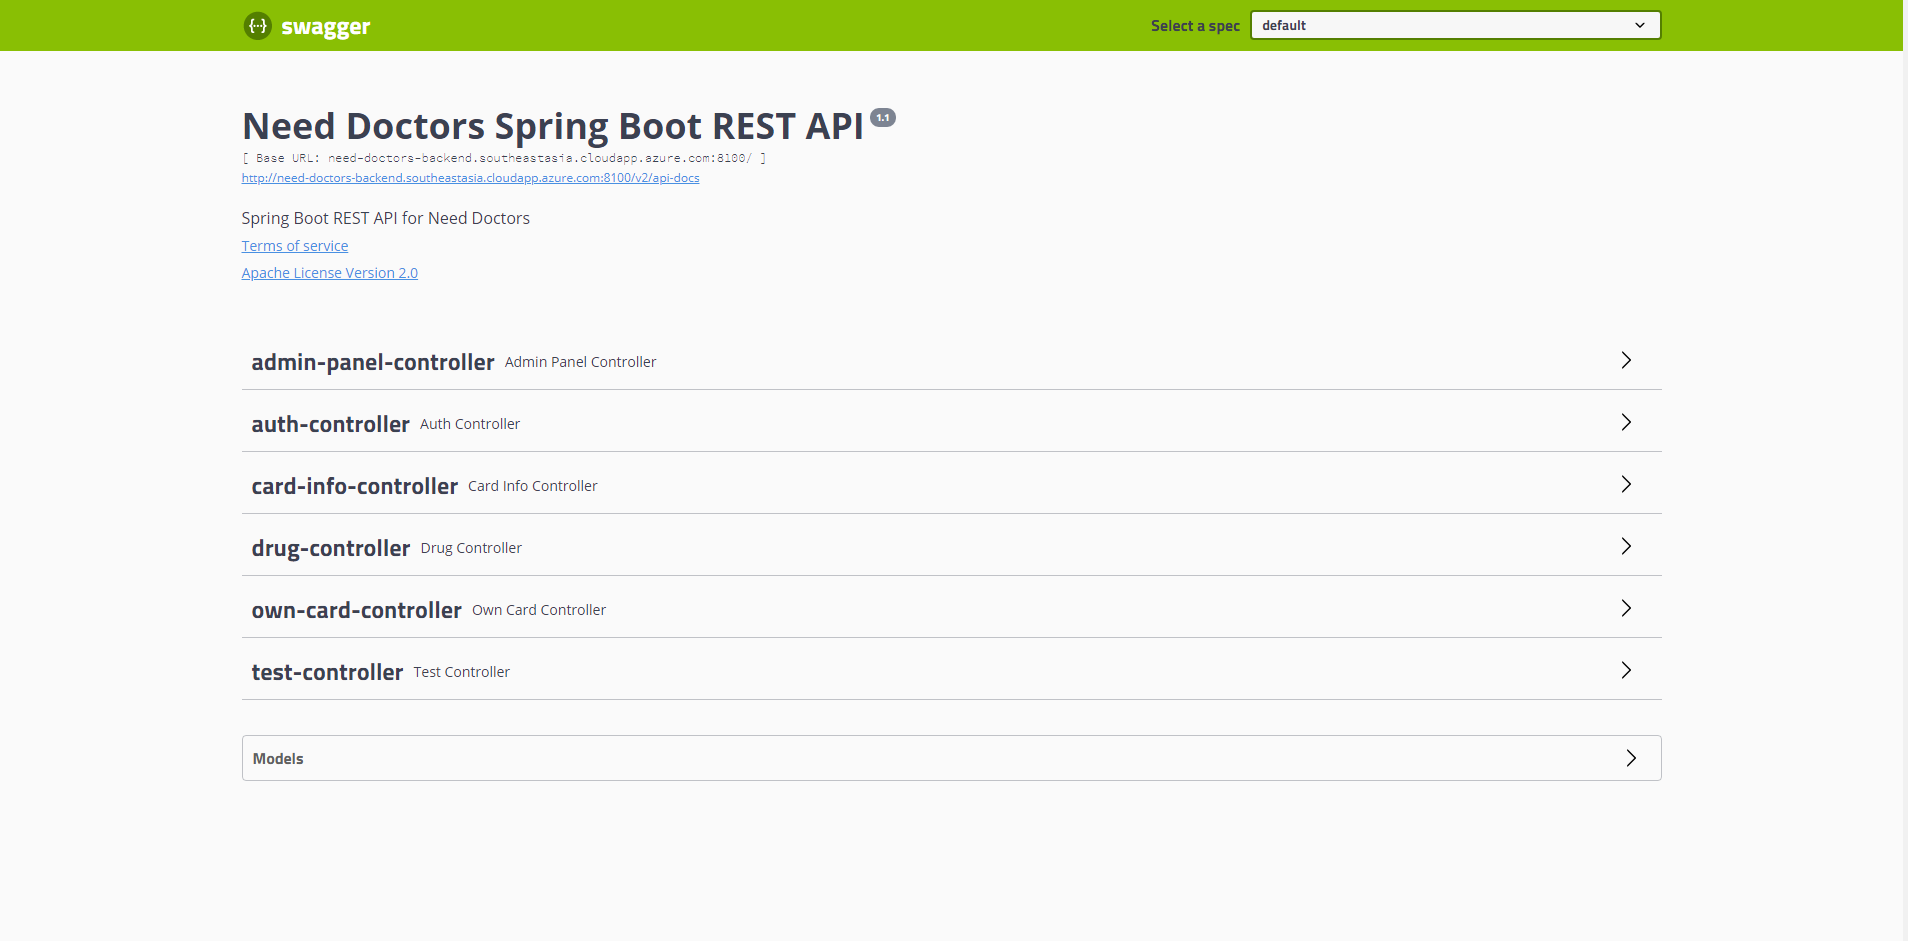 {...} swagger
Select a spec default
Need Doctors Spring Boot REST API 1.1
[ Base URL: need-doctors-backend.southeastasia.cloudapp.azure.com:8100/ ]
http://need-doctors-backend.southeastasia.cloudapp.azure.com:8100/v2/api-docs
Spring Boot REST API for Need Doctors
Terms of service
Apache License Version 2.0
admin-panel-controller Admin Panel Controller
auth-controller Auth Controller
card-info-controller Card Info Controller
drug-controller Drug Controller
own-card-controller Own Card Controller
test-controller Test Controller
Models